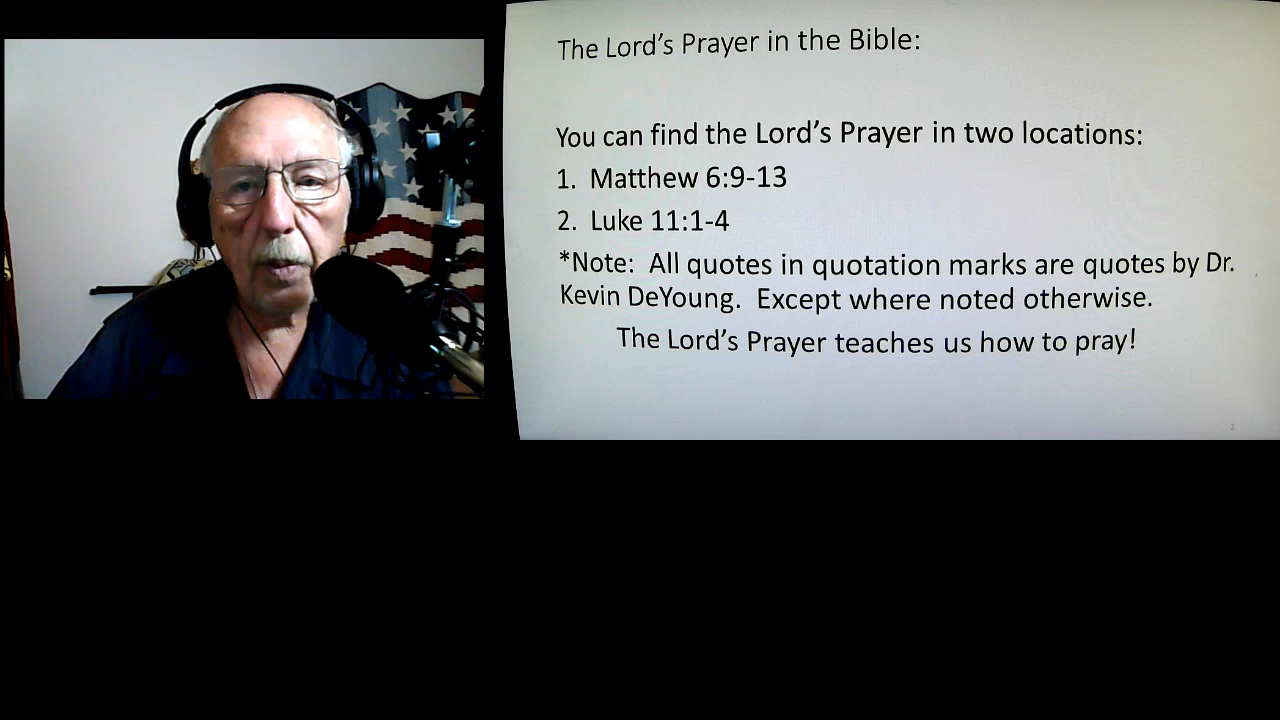 The Lord's Prayer in the Bible:
You can find the Lord's Prayer in two locations:
1. Matthew 6:9-13
2. Luke 11:1-4
*Note: All quotes in quotation marks are quotes by Dr.
Kevin DeYoung. Except where noted otherwise.
The Lord's Prayer teaches us how to pray!
2